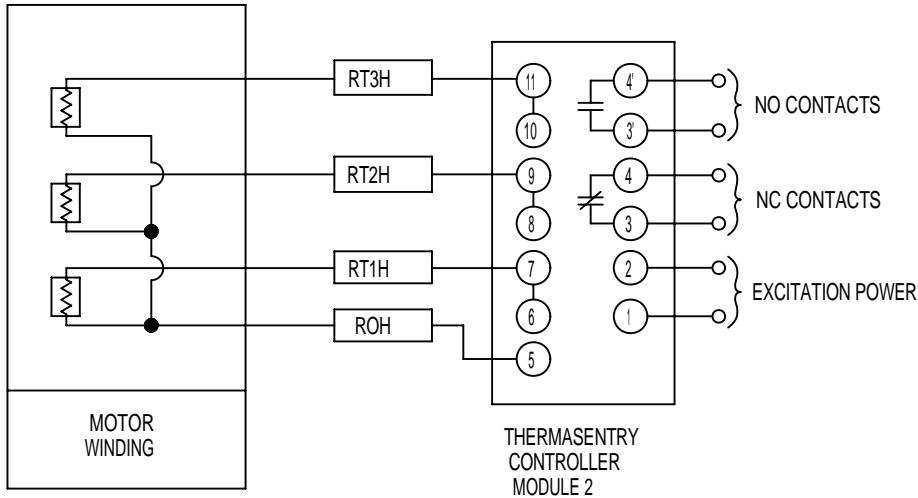 RT3H
11
4'
NO CONTACTS
10
3'
RT2H
9
4
NC CONTACTS
8
3
RT1H
7
2
EXCITATION POWER
6
1
ROH
5
MOTOR
WINDING
THERMASENTRY
CONTROLLER
MODULE 2